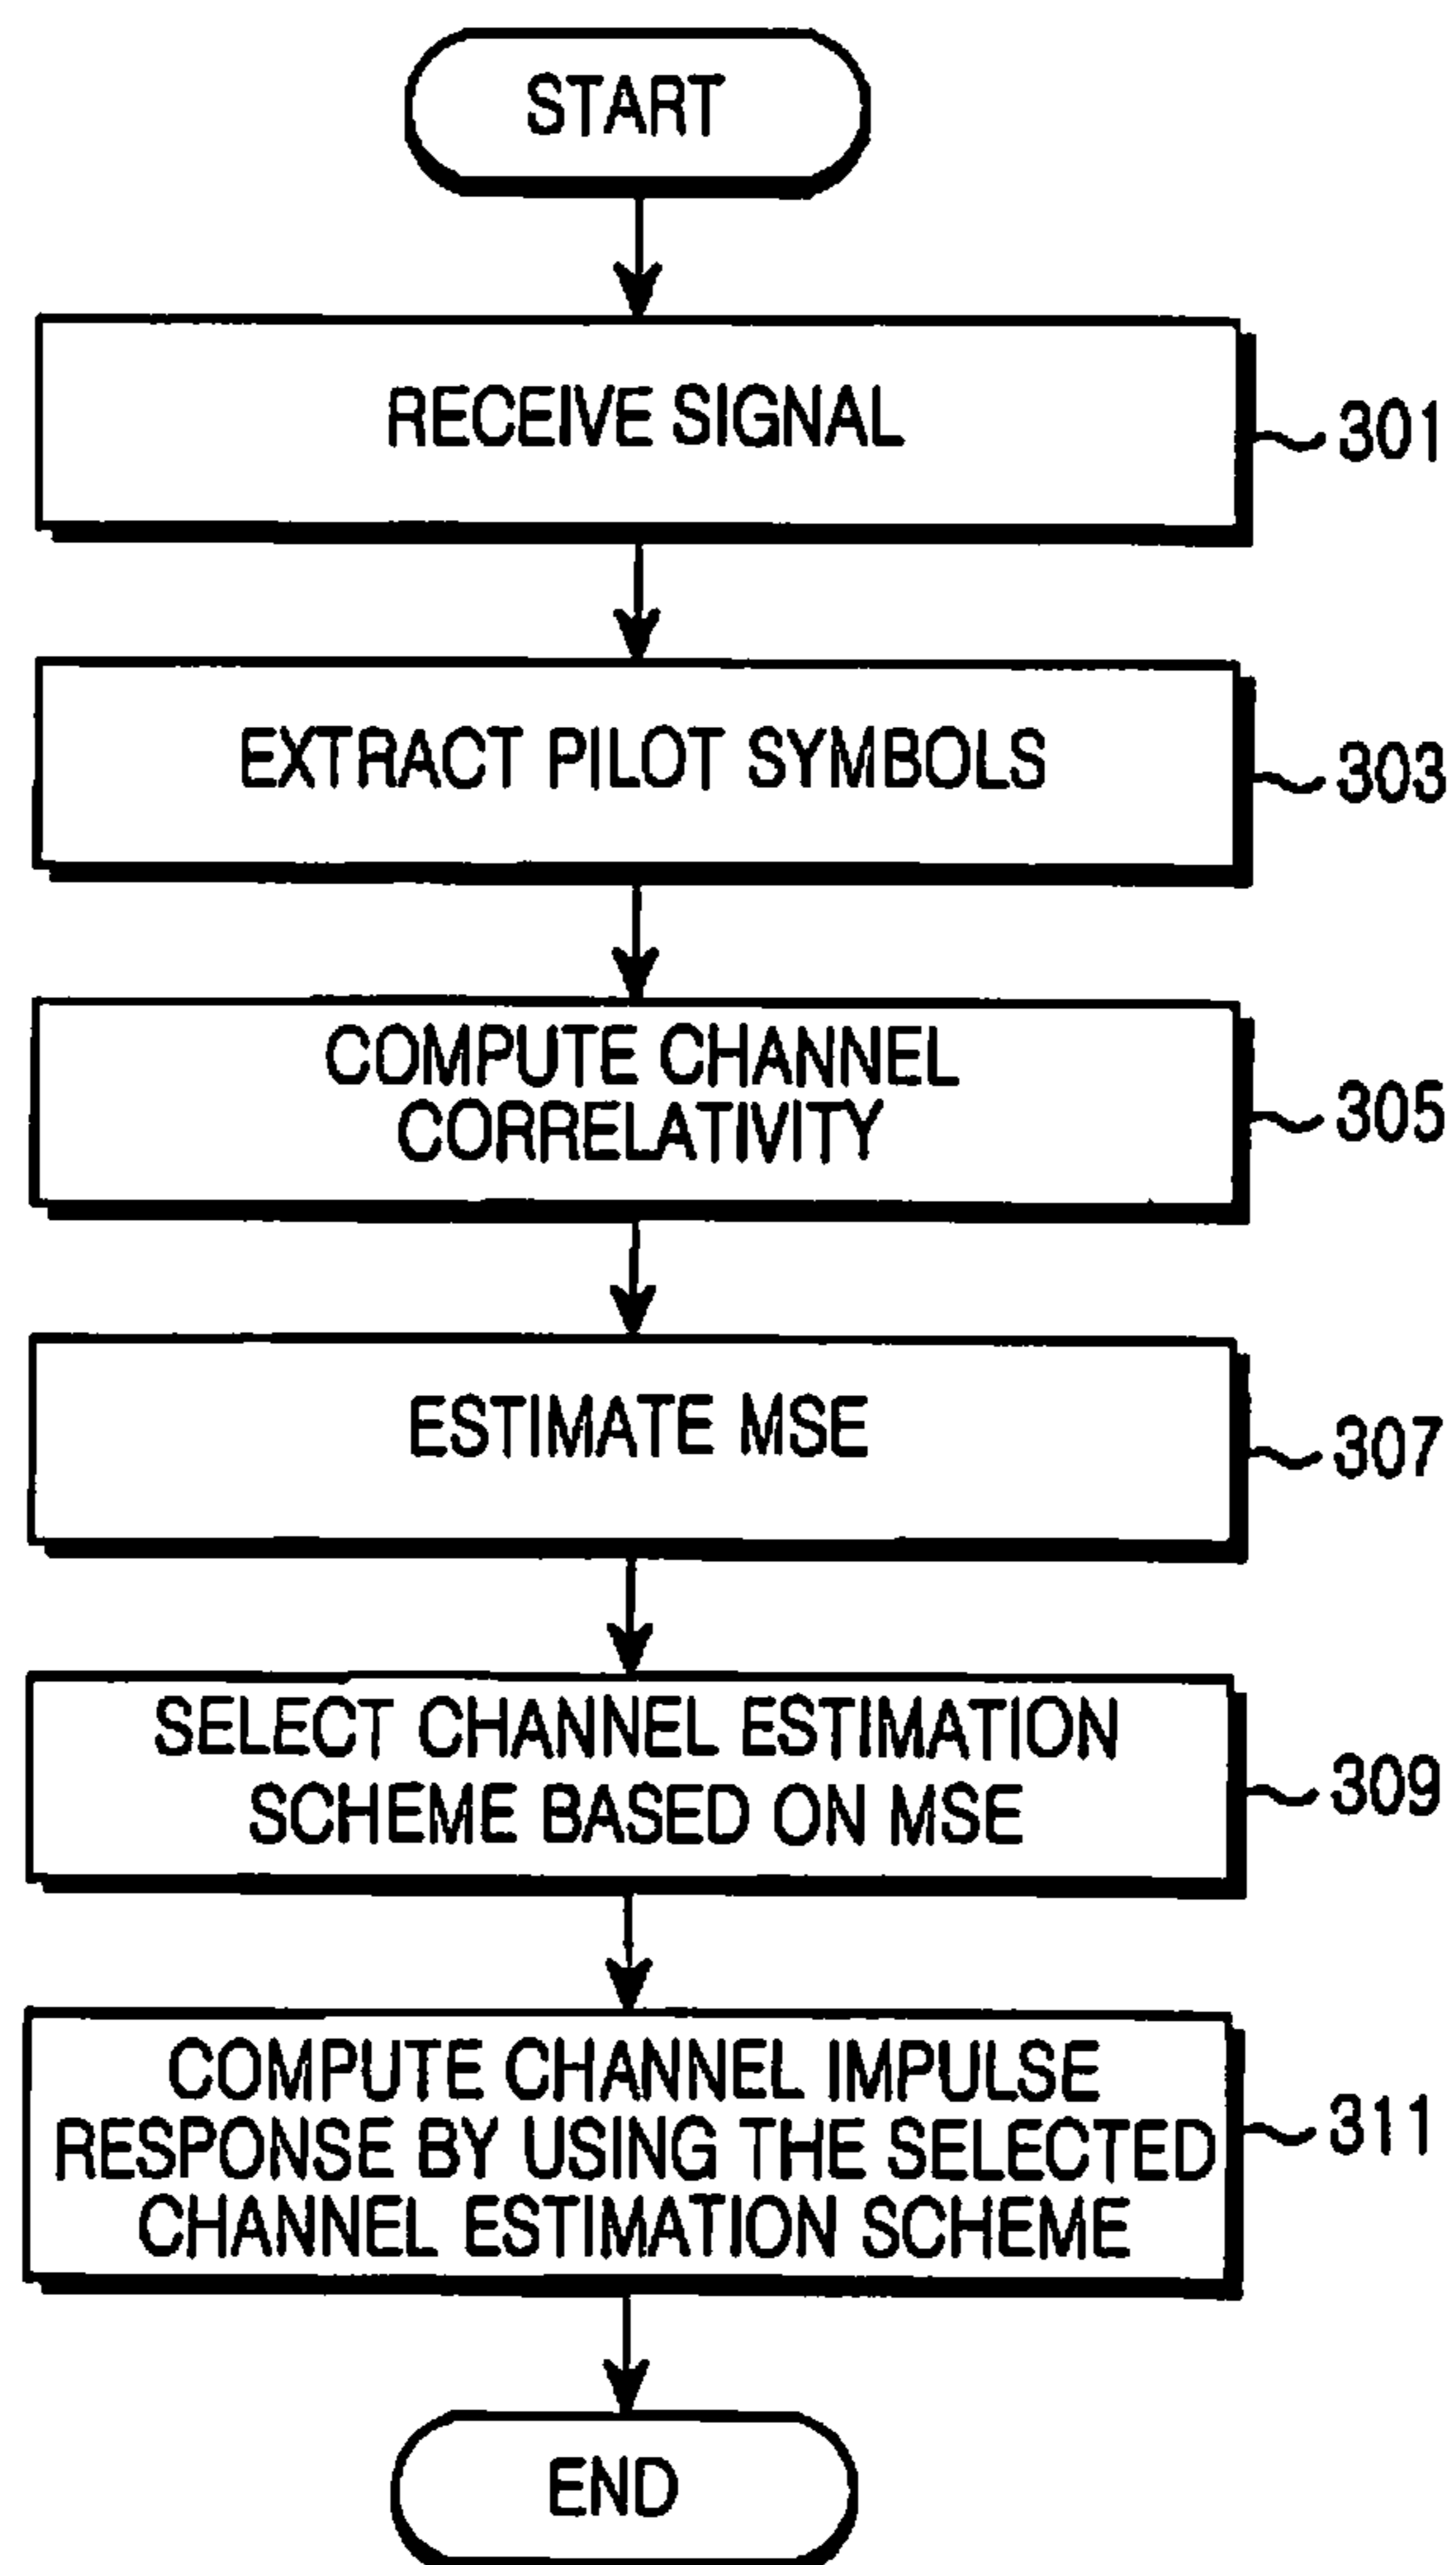 START
RECEIVE SIGNAL
301
EXTRACT PILOT SYMBOLS
303
COMPUTE CHANNEL
CORRELATIVITY
305
ESTIMATE MSE
307
SELECT CHANNEL ESTIMATION
SCHEME BASED ON MSE
309
COMPUTE CHANNEL IMPULSE
RESPONSE BY USING THE SELECTED
CHANNEL ESTIMATION SCHEME
311
END